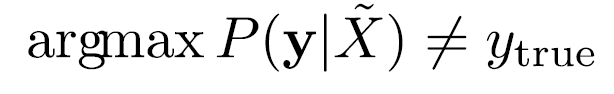 argmax P(𝐲|X̃) ≠ y_true